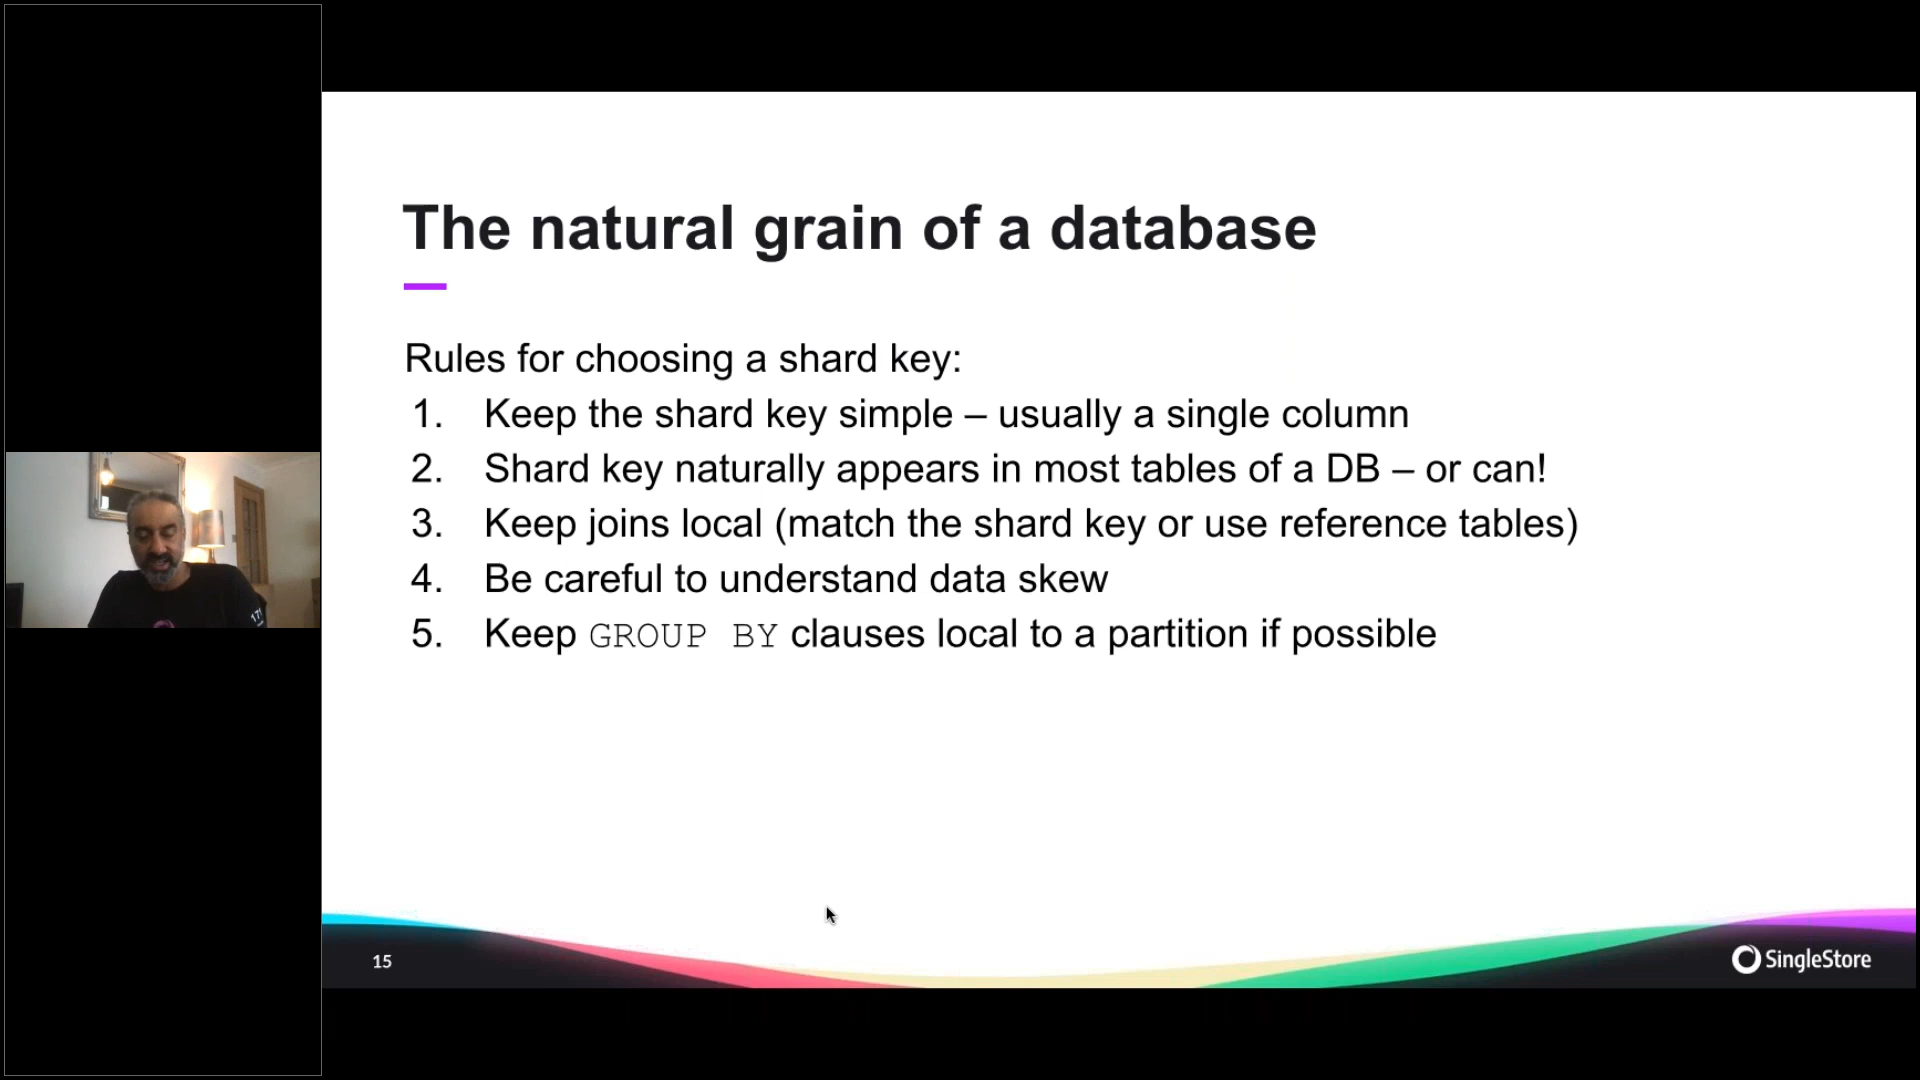 The natural grain of a database
Rules for choosing a shard key:
1. Keep the shard key simple – usually a single column
2. Shard key naturally appears in most tables of a DB – or can!
3. Keep joins local (match the shard key or use reference tables)
4. Be careful to understand data skew
5. Keep GROUP BY clauses local to a partition if possible
171
15
SingleStore